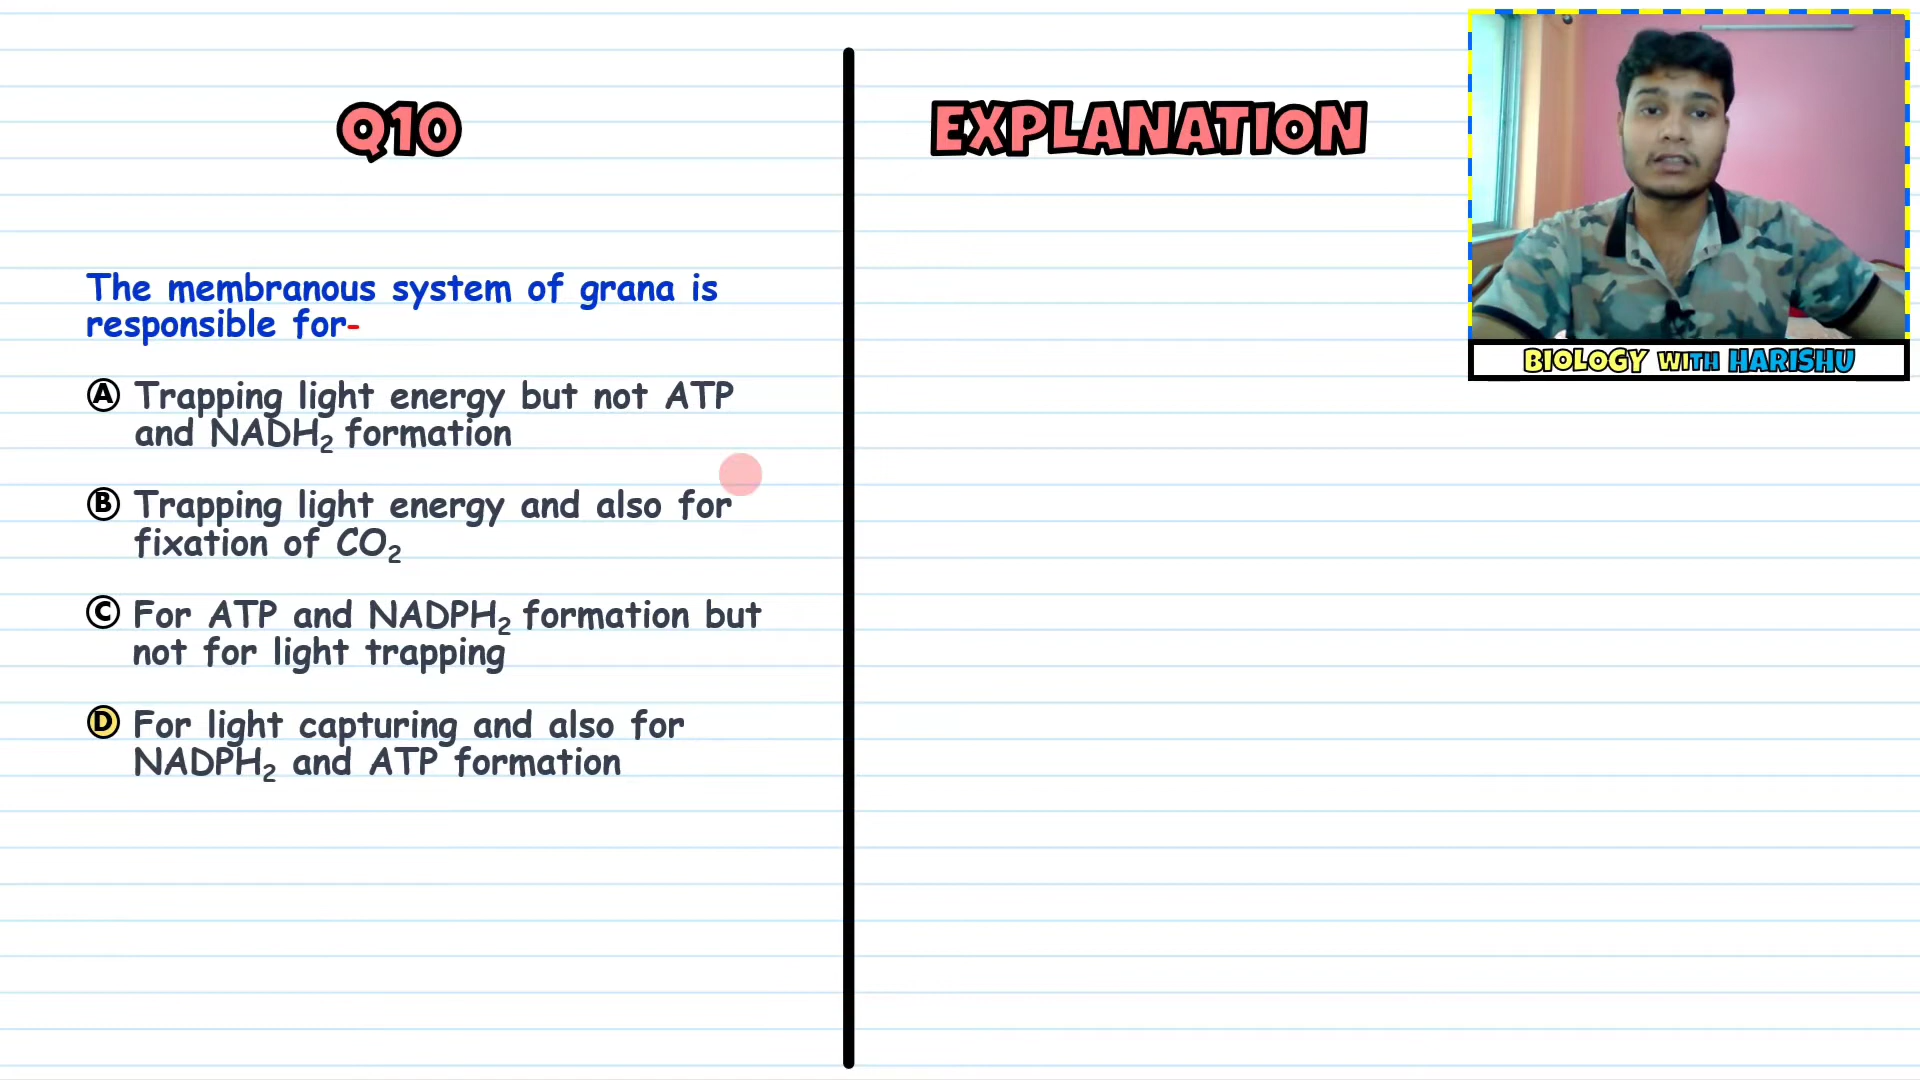 Q10
The membranous system of grana is
responsible for-
A Trapping light energy but not ATP
and NADH₂ formation
B Trapping light energy and also for
fixation of CO₂
C For ATP and NADPH₂ formation but
not for light trapping
D For light capturing and also for
NADPH₂ and ATP formation
EXPLANATION
BIOLOGY WITH HARISHU